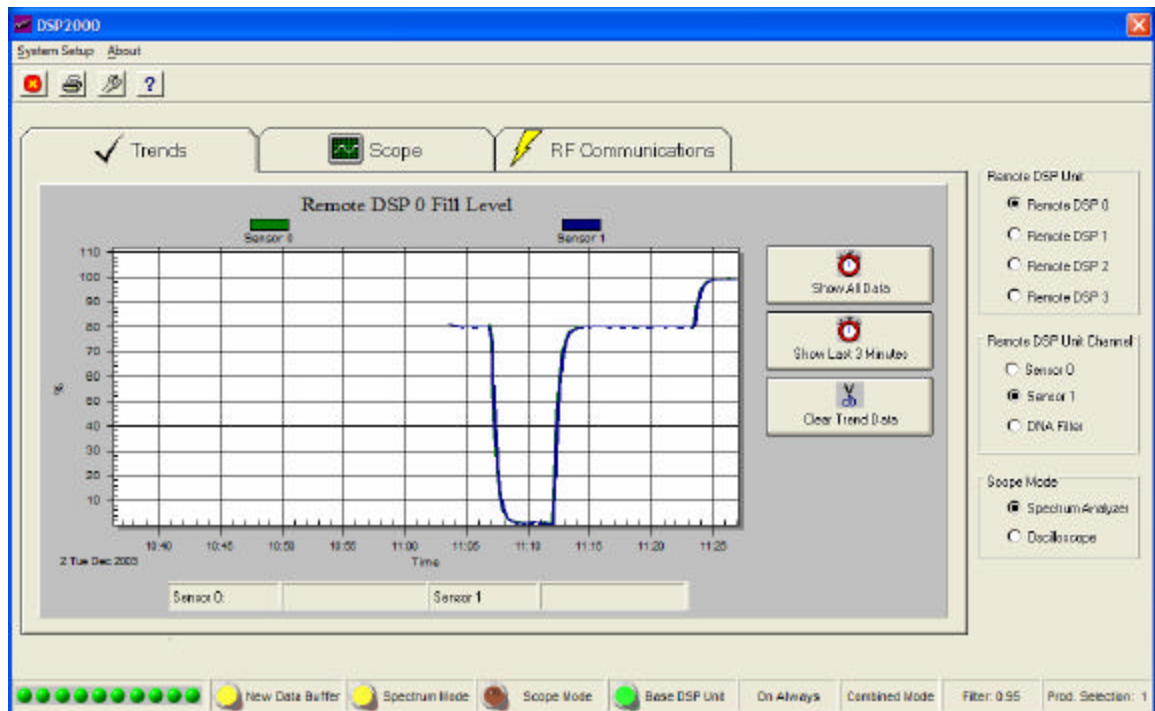 DSP2000
System Setup About
?
Trends
Scope
RF Communications
Remote DSP 0 Fill Level
Sensor 0
Sensor 1
110
100
90
80
70
60
50
40
30
20
10
%
10:40 10:45 10:50 10:55 11:00 11:05 11:10 11:15 11:20 11:25
2 Tue Dec 2003
Time
Sensor 0:
Sensor 1
Show All Data
Show Last 3 Minutes
Clear Trend Data
Remote DSP Unit
Remote DSP 0
Remote DSP 1
Remote DSP 2
Remote DSP 3
Remote DSP Unit Channel
Sensor 0
Sensor 1
DNA Filter
Scope Mode
Spectrum Analyzer
Oscilloscope
New Data Buffer
Spectrum Mode
Scope Mode
Base DSP Unit
On Always
Combined Mode
Filter: 0.95
Prod. Selection: 1